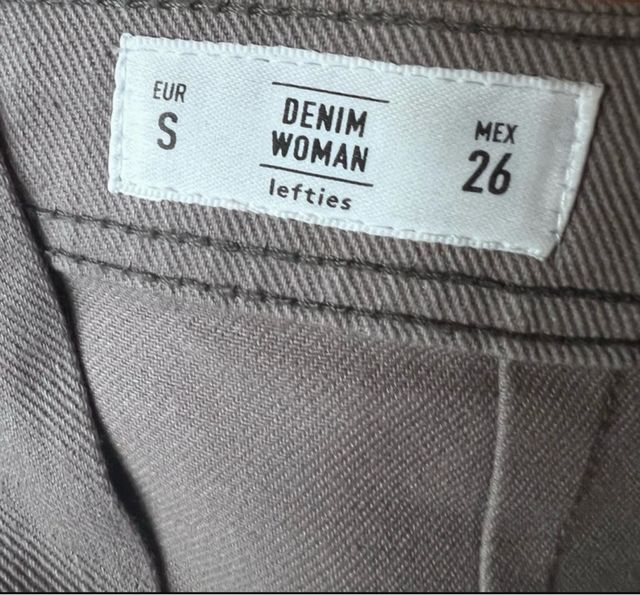 EUR
S
DENIM
WOMAN
lefties
MEX
26